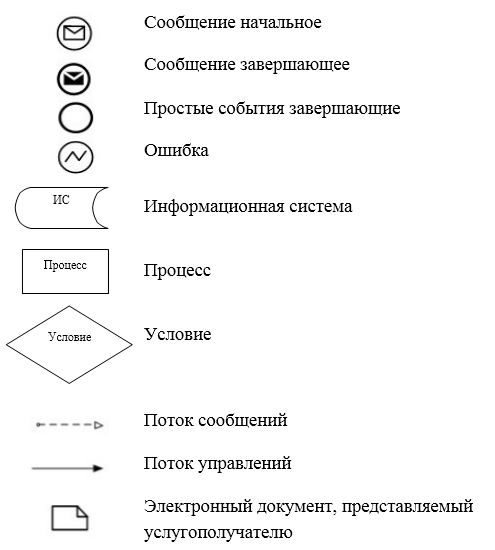 Сообщение начальное
Сообщение завершающее
Простые события завершающие
Ошибка
ИС
Информационная система
Процесс
Процесс
Условие
Условие
Поток сообщений
Поток управлений
Электронный документ, представляемый
услугополучателю